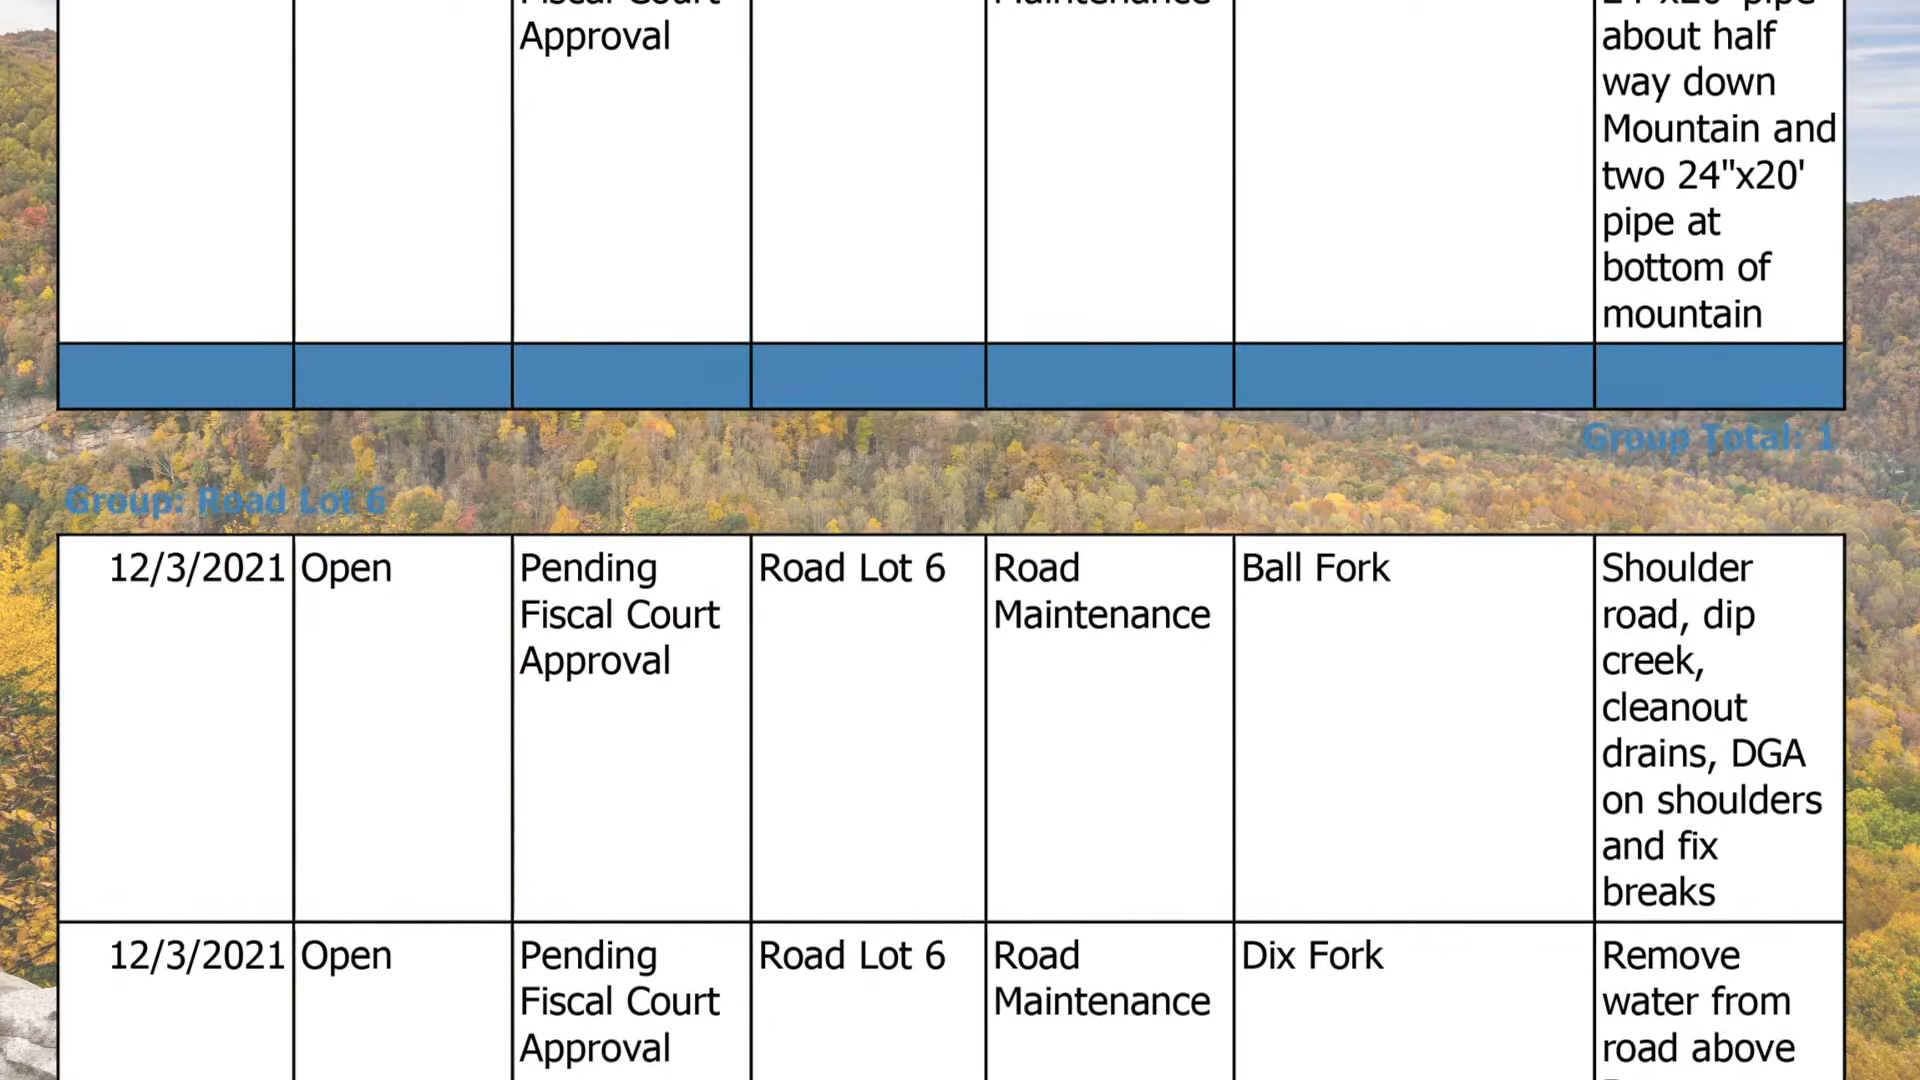 Approval
about half
way down
Mountain and
two 24"x20'
pipe at
bottom of
mountain
Group Total: 1
Group: Road Lot 6
12/3/2021 Open Pending Road Lot 6 Road Ball Fork Shoulder
Fiscal Court Maintenance road, dip
Approval creek,
cleanout
drains, DGA
on shoulders
and fix
breaks
12/3/2021 Open Pending Road Lot 6 Road Dix Fork Remove
Fiscal Court Maintenance water from
Approval road above